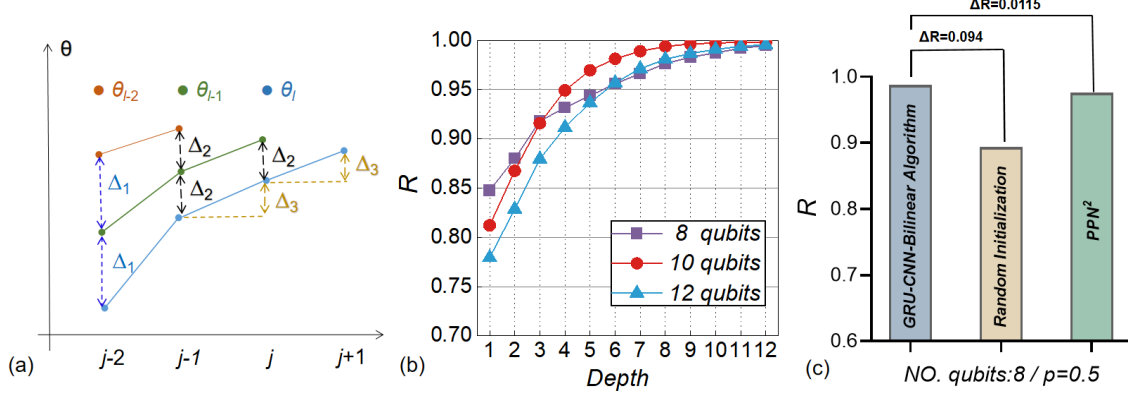 θ
θl-2 θl-1 θl
Δ1
Δ1
Δ2
Δ2
Δ2
Δ3
Δ3
j-2 j-1 j j+1
(a)
R
1.00
0.95
0.90
0.85
0.80
0.75
0.70
8 qubits
10 qubits
12 qubits
1 2 3 4 5 6 7 8 9 10 11 12
Depth
(b)
ΔR=0.0115
ΔR=0.094
R
1.0
0.9
0.8
0.7
0.6
GRU-CNN-Bilinear Algorithm
Random Initialization
PPN²
NO. qubits:8 / p=0.5
(c)